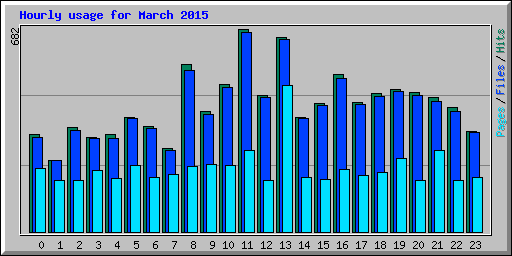 Hourly usage for March 2015
682
Pages/Files/Hits
0 1 2 3 4 5 6 7 8 9 10 11 12 13 14 15 16 17 18 19 20 21 22 23